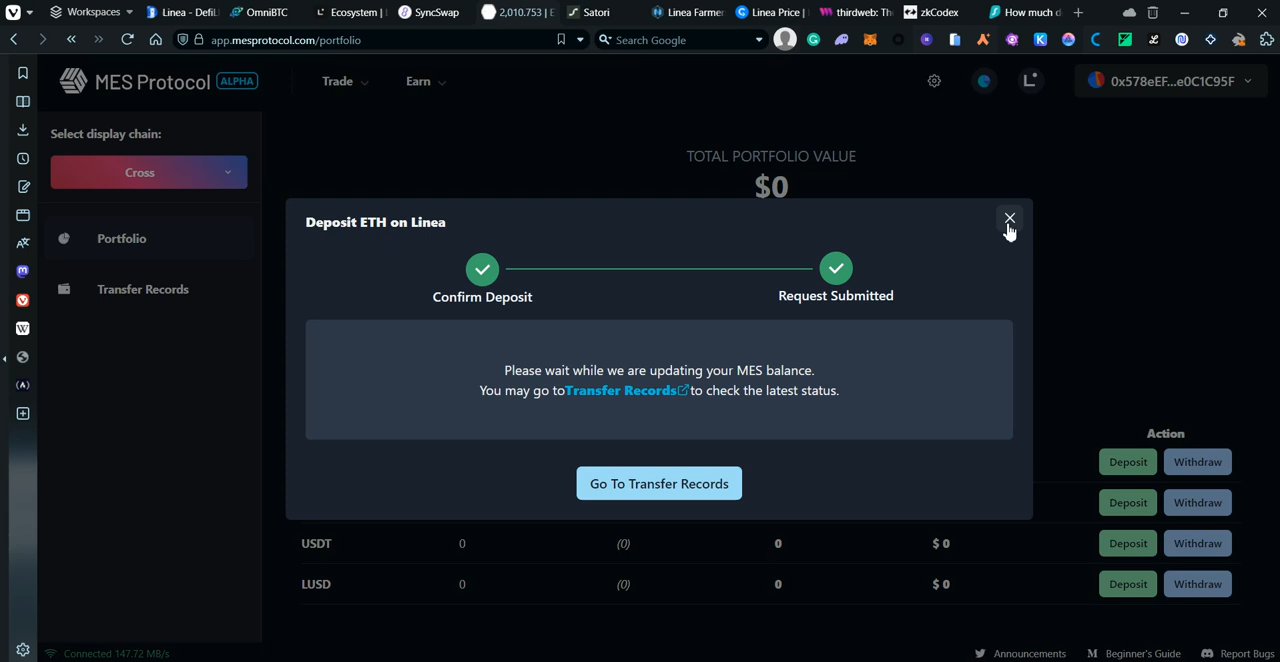 Workspaces
Linea - DefiL
OmniBTC
Ecosystem |
SyncSwap
2,010.753 | E
Satori
Linea Farmer
Linea Price |
thirdweb: The
zkCodex
How much d
app.mesprotocol.com/portfolio
Search Google
MES Protocol ALPHA
Trade
Earn
0x578eEF...e0C1C95F
Select display chain:
Cross
Portfolio
Transfer Records
TOTAL PORTFOLIO VALUE
$0
Deposit ETH on Linea
Confirm Deposit
Request Submitted
Please wait while we are updating your MES balance.
You may go to Transfer Records to check the latest status.
Go To Transfer Records
Action
Deposit Withdraw
Deposit Withdraw
USDT 0 (0) 0 $ 0 Deposit Withdraw
LUSD 0 (0) 0 $ 0 Deposit Withdraw
Connected 147.72 MB/s
Announcements
Beginner's Guide
Report Bugs